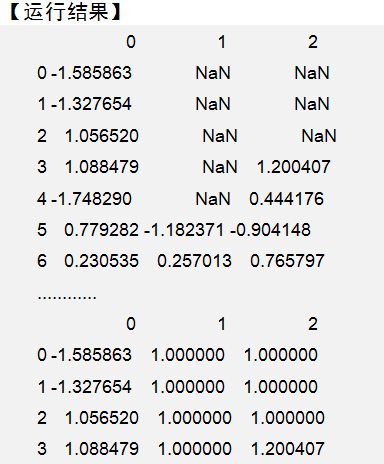 【运行结果】
0 1 2
0 -1.585863 NaN NaN
1 -1.327654 NaN NaN
2 1.056520 NaN NaN
3 1.088479 NaN 1.200407
4 -1.748290 NaN 0.444176
5 0.779282 -1.182371 -0.904148
6 0.230535 0.257013 0.765797
............
0 1 2
0 -1.585863 1.000000 1.000000
1 -1.327654 1.000000 1.000000
2 1.056520 1.000000 1.000000
3 1.088479 1.000000 1.200407